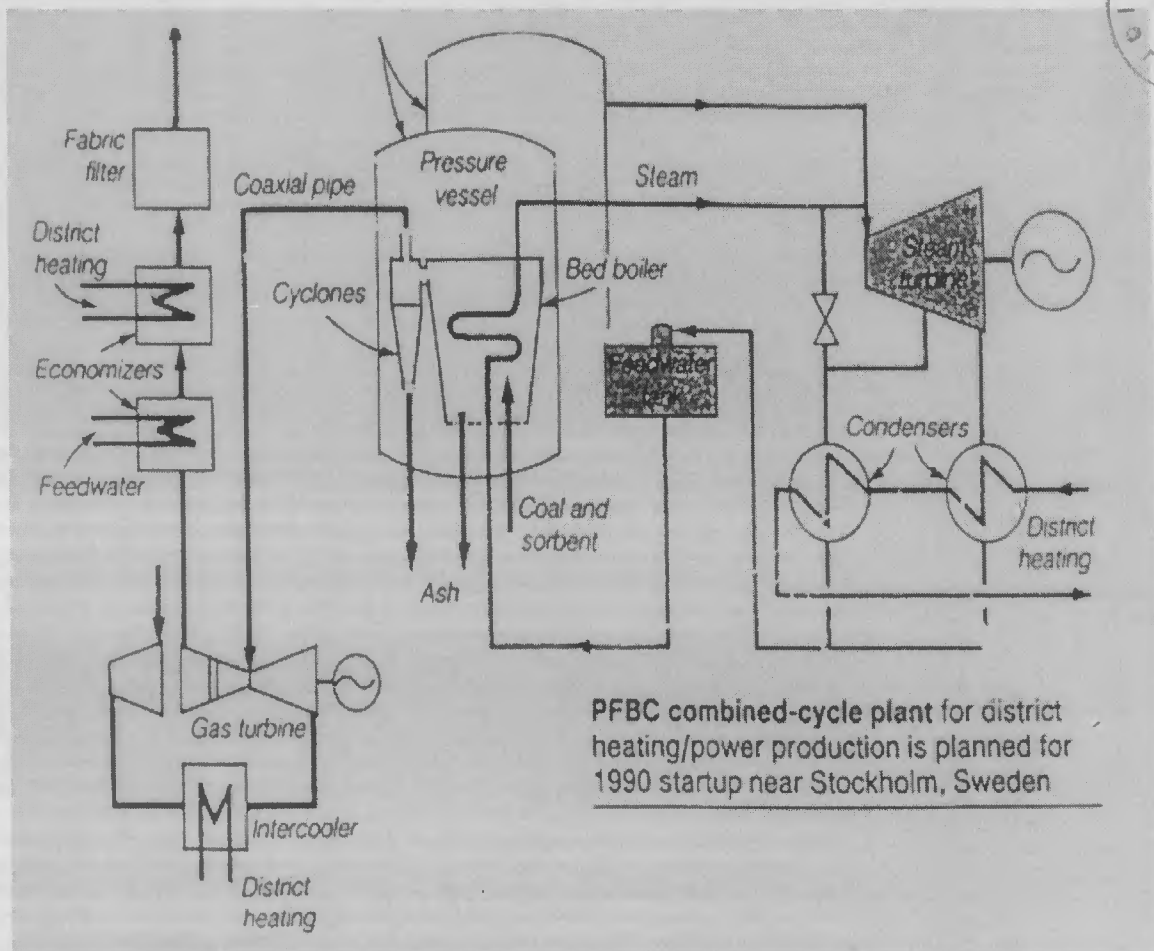 Fabric
filter
Coaxial pipe
Pressure
vessel
Steam
District
heating
Cyclones
Bed boiler
Steam
turbine
Economizers
Feedwater
tank
Feedwater
Condensers
Coal and
sorbent
District
heating
Ash
Gas turbine
PFBC combined-cycle plant for district
heating/power production is planned for
1990 startup near Stockholm, Sweden
Intercooler
District
heating